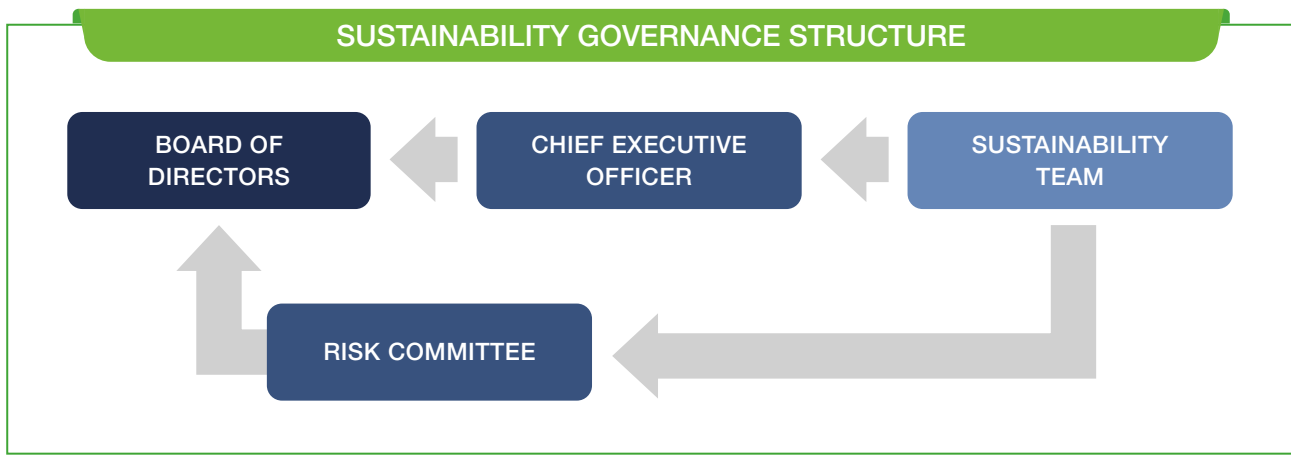 SUSTAINABILITY GOVERNANCE STRUCTURE
BOARD OF
DIRECTORS
CHIEF EXECUTIVE
OFFICER
SUSTAINABILITY
TEAM
RISK COMMITTEE